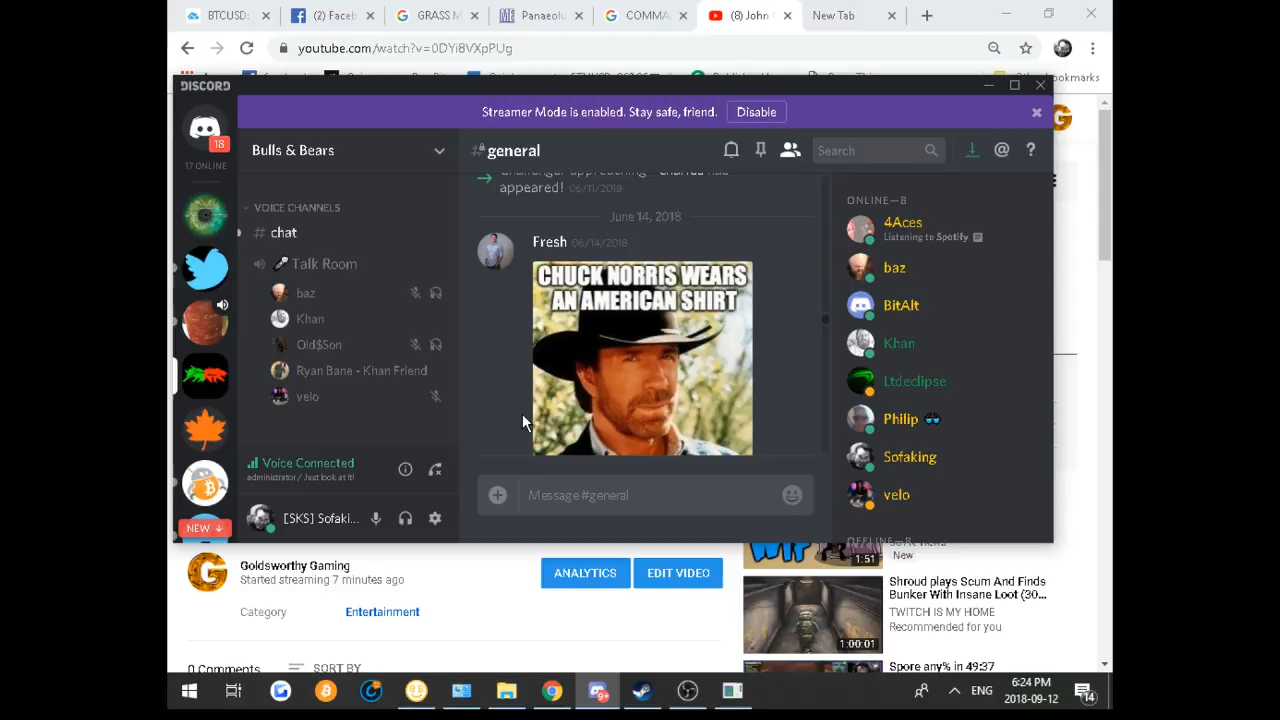 BTCUSD:
(2) Faceb
GRASS M
Panaeolu
COMMA
(8) John
New Tab
youtube.com/watch?v=0DYi8VXpPUg
okmarks
DISCORD
Streamer Mode is enabled. Stay safe, friend.
Disable
18
17 ONLINE
Bulls & Bears
#general
Search
appeared! 06/11/2018
June 14, 2018
VOICE CHANNELS
# chat
Talk Room
baz
Khan
Old$Son
Ryan Bane - Khan Friend
velo
Fresh 06/14/2018
CHUCK NORRIS WEARS
AN AMERICAN SHIRT
ONLINE—8
4Aces
Listening to Spotify
baz
BitAlt
Khan
Ltdeclipse
Philip
Sofaking
velo
Voice Connected
administrator / Just look at it!
Message #general
[SKS] Sofaki...
NEW
OFFLINE—8
Goldsworthy Gaming
Started streaming 7 minutes ago
ANALYTICS
EDIT VIDEO
Category
Entertainment
0 Comments
SORT BY
WTF
1:51
New
Shroud plays Scum And Finds
Bunker With Insane Loot (30...
TWITCH IS MY HOME
Recommended for you
1:00:01
Spore any% in 49:37
9+
ENG
6:24 PM
2018-09-12
14